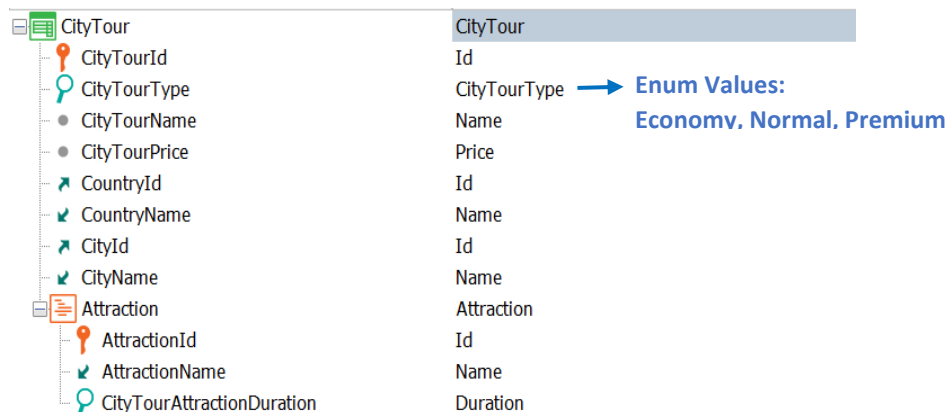 CityTour CityTour
CityTourId Id
CityTourType CityTourType Enum Values:
CityTourName Name Economy, Normal, Premium
CityTourPrice Price
CountryId Id
CountryName Name
CityId Id
CityName Name
Attraction Attraction
AttractionId Id
AttractionName Name
CityTourAttractionDuration Duration